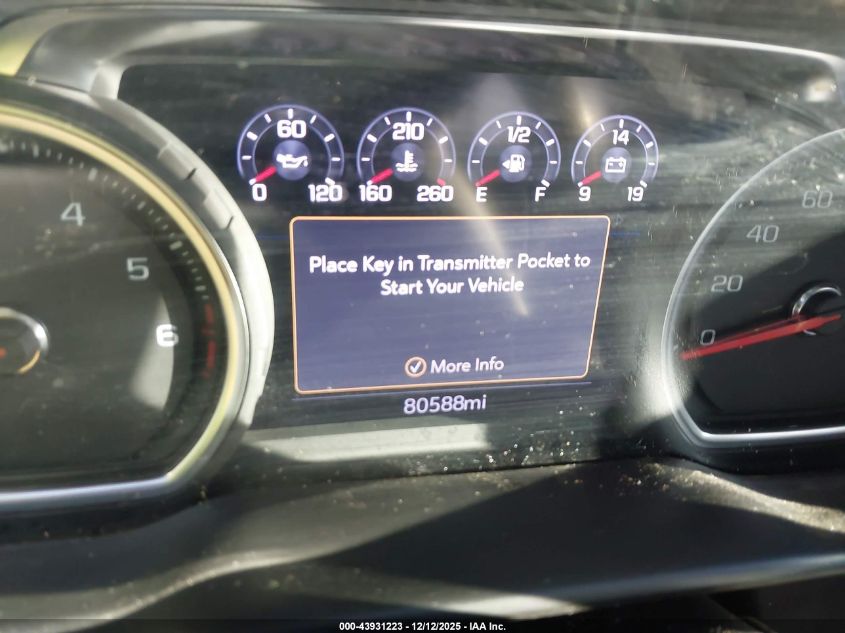 60 210 1/2 14
0 120 160 260 E F 9 19
4
5
6
Place Key in Transmitter Pocket to
Start Your Vehicle
More Info
80588mi
60
40
20
0
000-43931223 - 12/12/2025 - IAA Inc.